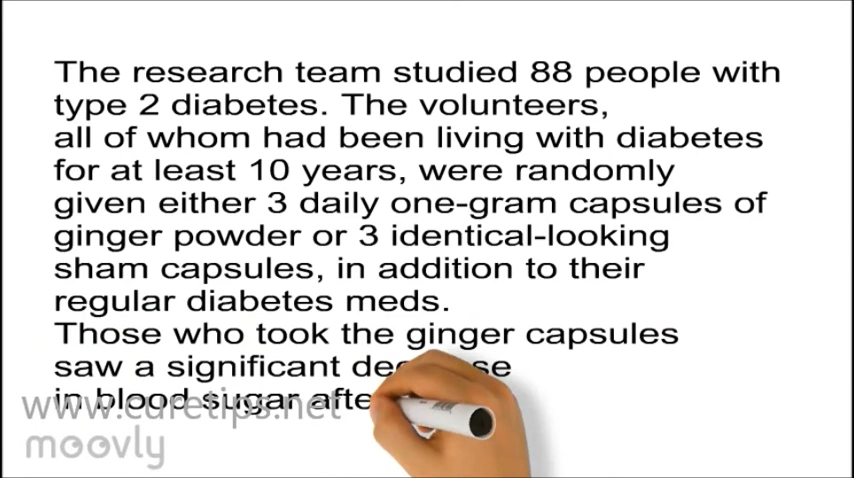 The research team studied 88 people with
type 2 diabetes. The volunteers,
all of whom had been living with diabetes
for at least 10 years, were randomly
given either 3 daily one-gram capsules of
ginger powder or 3 identical-looking
sham capsules, in addition to their
regular diabetes meds.
Those who took the ginger capsules
saw a significant
in blood sugar
www.curetips.net
moovly